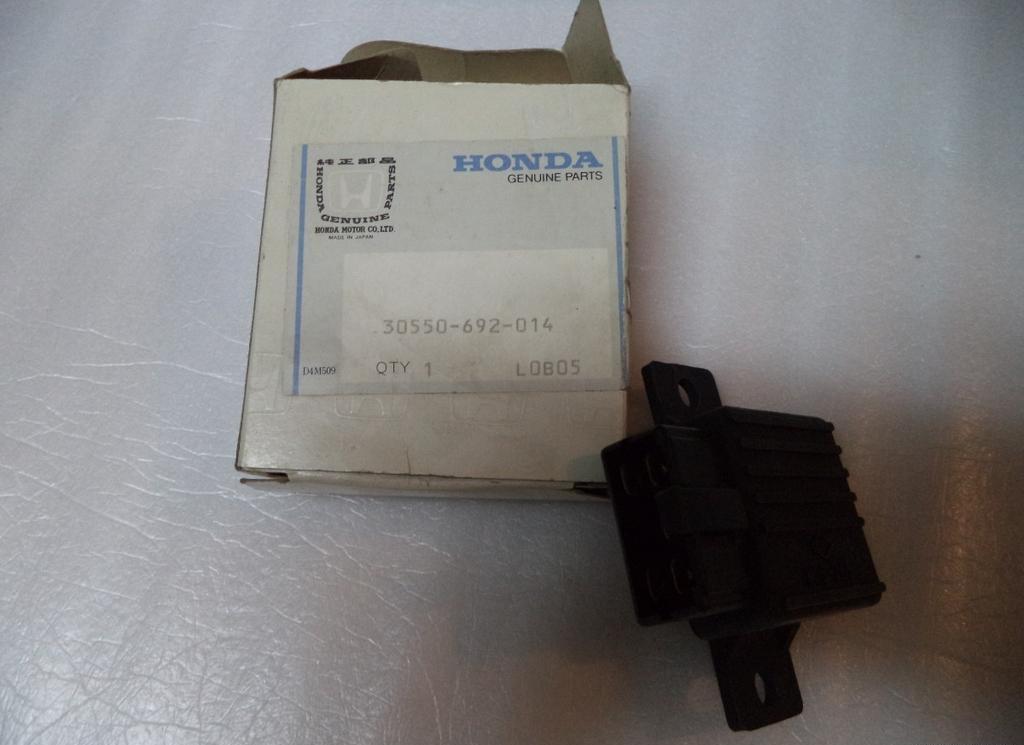 純正部品
HONDA GENUINE PARTS
HONDA MOTOR CO., LTD.
MADE IN JAPAN
HONDA
GENUINE PARTS
30550-692-014
QTY 1 L0B05
D4M509